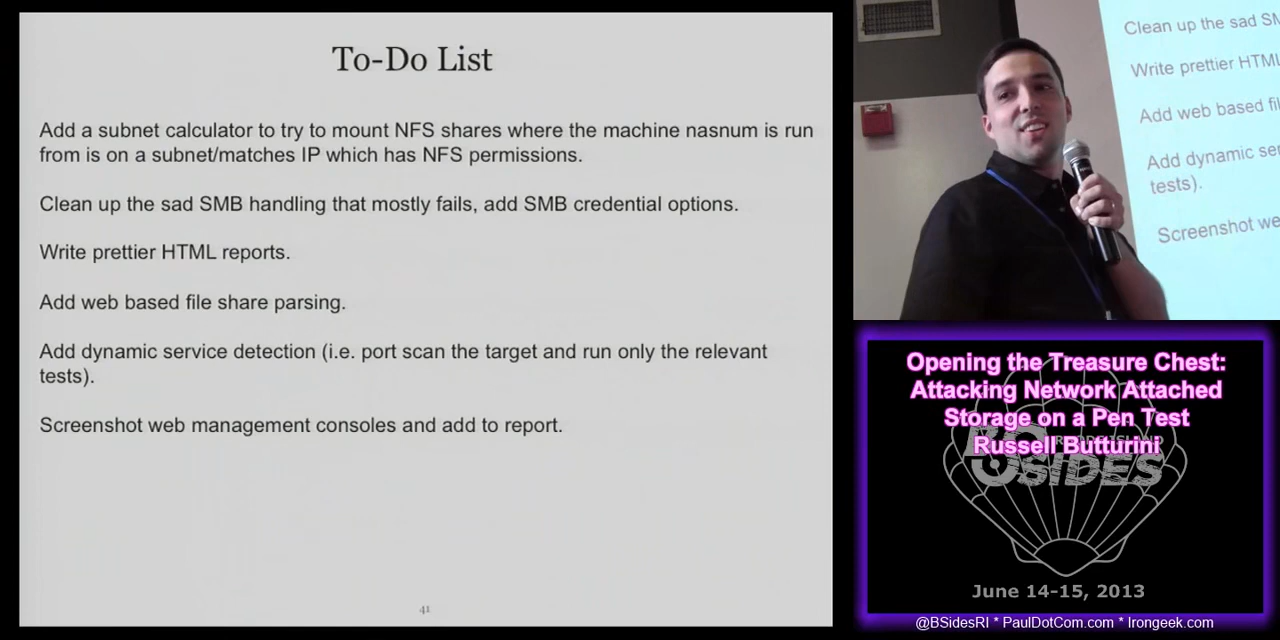 To-Do List
Add a subnet calculator to try to mount NFS shares where the machine nasnum is run
from is on a subnet/matches IP which has NFS permissions.
Clean up the sad SMB handling that mostly fails, add SMB credential options.
Write prettier HTML reports.
Add web based file share parsing.
Add dynamic service detection (i.e. port scan the target and run only the relevant
tests).
Screenshot web management consoles and add to report.
41
Clean up the sad SM
Write prettier HTML
Add web based fil
Add dynamic ser
tests).
Screenshot we
Opening the Treasure Chest:
Attacking Network Attached
Storage on a Pen Test
Russell Butturini
BSIDES
June 14-15, 2013
@BSidesRI * PaulDotCom.com * Irongeek.com